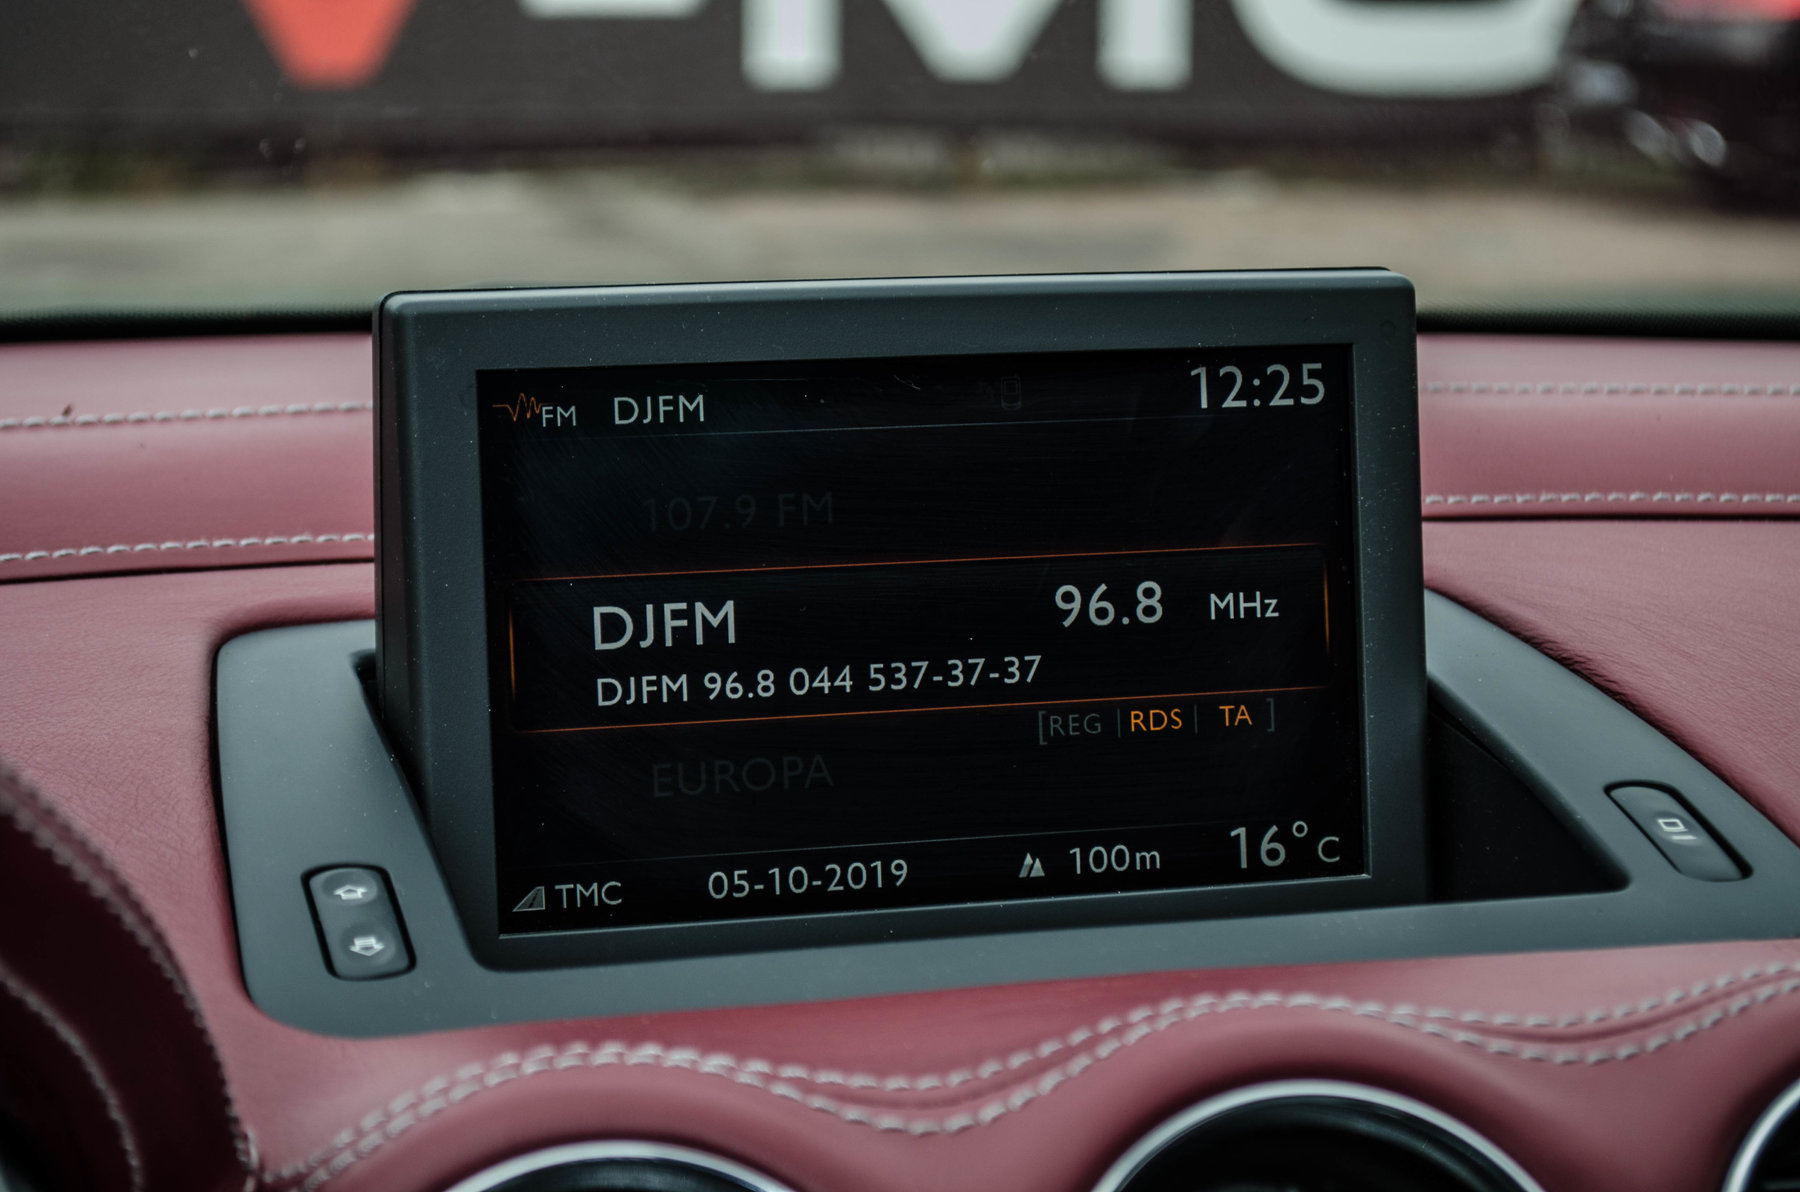 FM DJFM 12:25
107.9 FM
DJFM 96.8 MHz
DJFM 96.8 044 537-37-37
[REG | RDS | TA ]
EUROPA
TMC 05-10-2019 100m 16°C